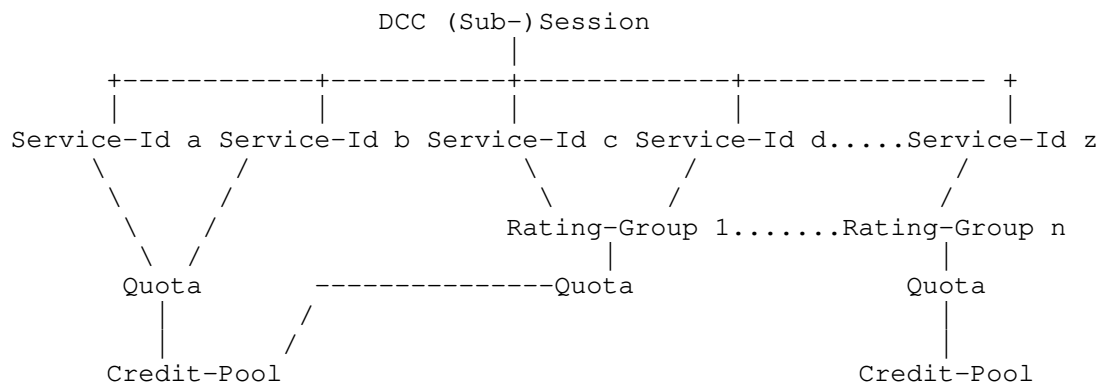 DCC (Sub-)Session
Service-Id a Service-Id b Service-Id c Service-Id d.....Service-Id z
Rating-Group 1.......Rating-Group n
Quota ---------------Quota Quota
Credit-Pool Credit-Pool